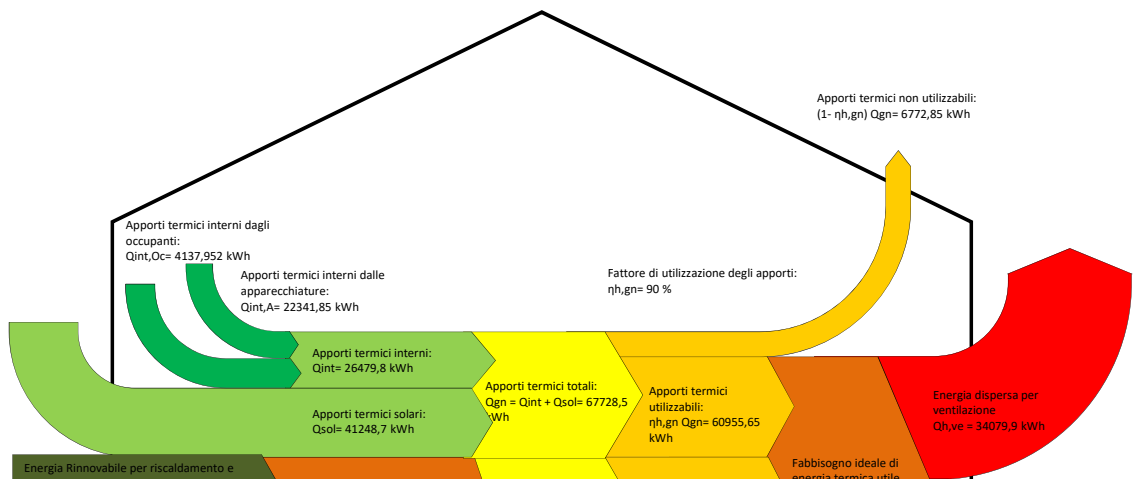 Apporti termici non utilizzabili:
(1- ηh,gn) Qgn= 6772,85 kWh
Apporti termici interni dagli
occupanti:
Qint,Oc= 4137,952 kWh
Apporti termici interni dalle
apparecchiature:
Qint,A= 22341,85 kWh
Fattore di utilizzazione degli apporti:
ηh,gn= 90 %
Apporti termici interni:
Qint= 26479,8 kWh
Apporti termici totali:
Qgn = Qint + Qsol= 67728,5
kWh
Apporti termici
utilizzabili:
ηh,gn Qgn= 60955,65
kWh
Energia dispersa per
ventilazione
Qh,ve = 34079,9 kWh
Apporti termici solari:
Qsol= 41248,7 kWh
Energia Rinnovabile per riscaldamento e
Fabbisogno ideale di
energia termica utile